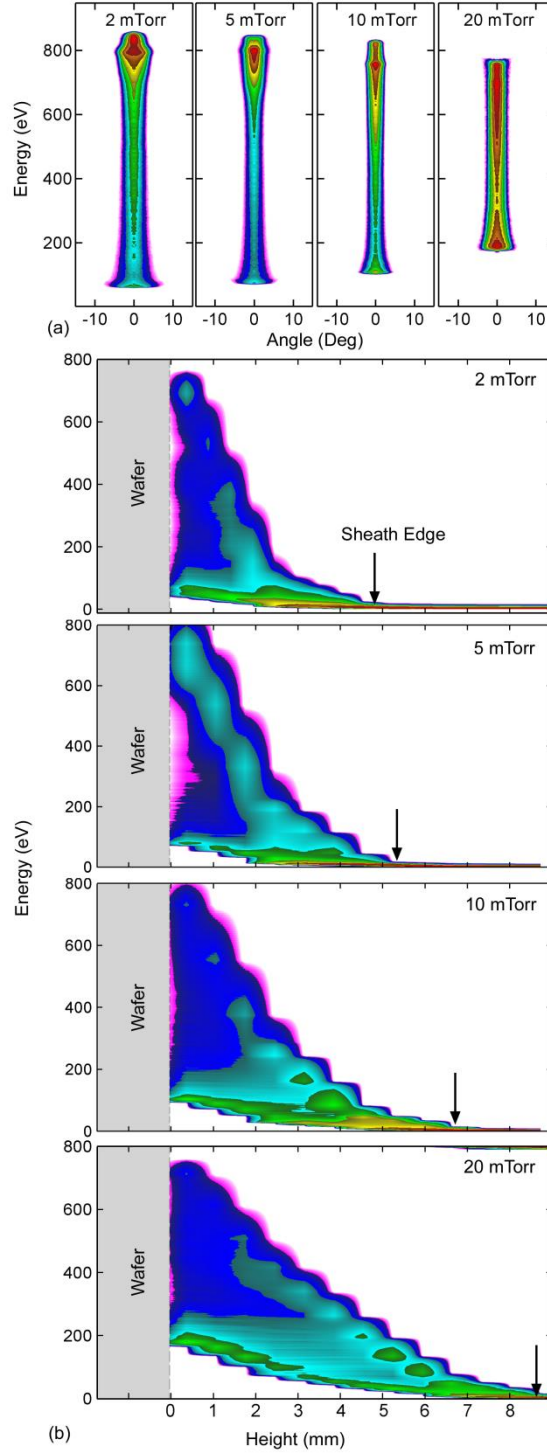 2 mTorr 5 mTorr 10 mTorr 20 mTorr
800
600
400
200
Energy (eV)
-10 0 10 -10 0 10 -10 0 10 -10 0 10
(a) Angle (Deg)
800
2 mTorr
600
Wafer
400
Sheath Edge
200
0
800
5 mTorr
600
Wafer
400
200
0
Energy (eV)
800
10 mTorr
600
Wafer
400
200
0
800
20 mTorr
600
Wafer
400
200
0
0 1 2 3 4 5 6 7 8
(b) Height (mm)